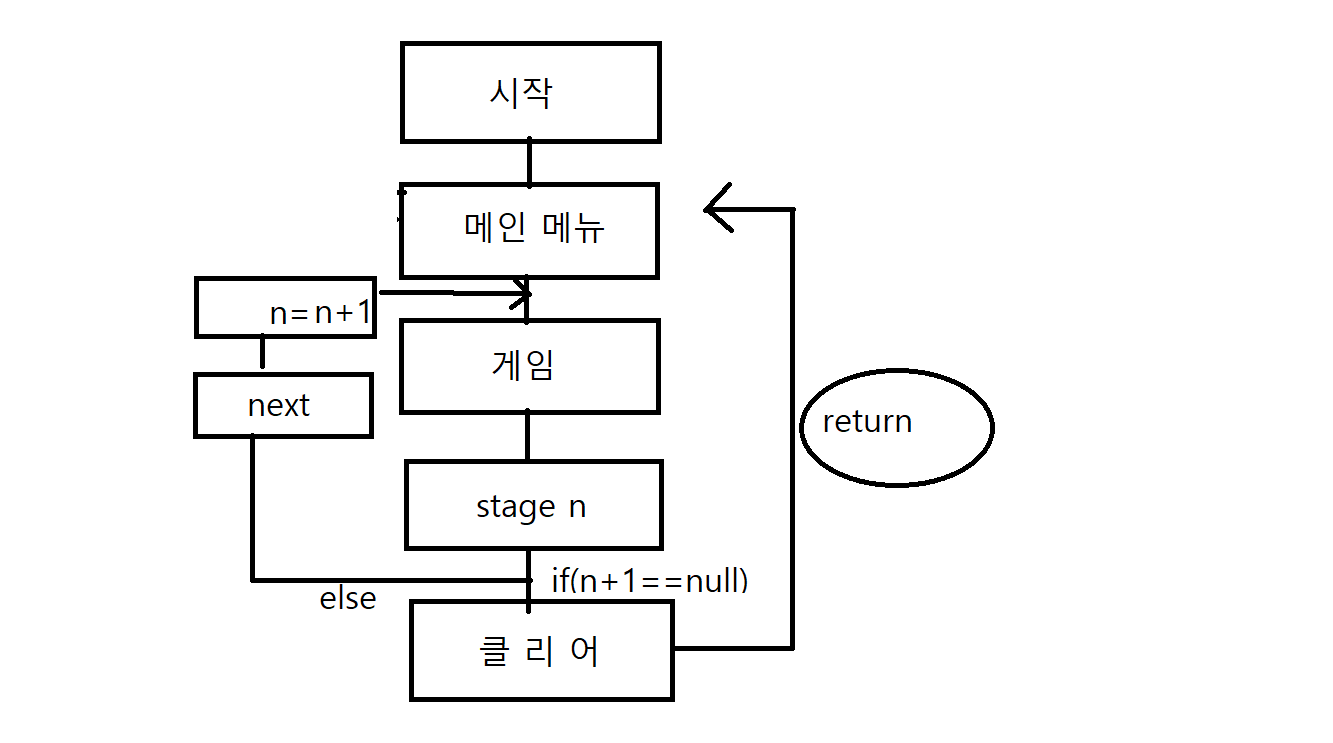 시작
메인 메뉴
n=n+1
게임
next
return
stage n
if(n+1==null)
else
클 리 어